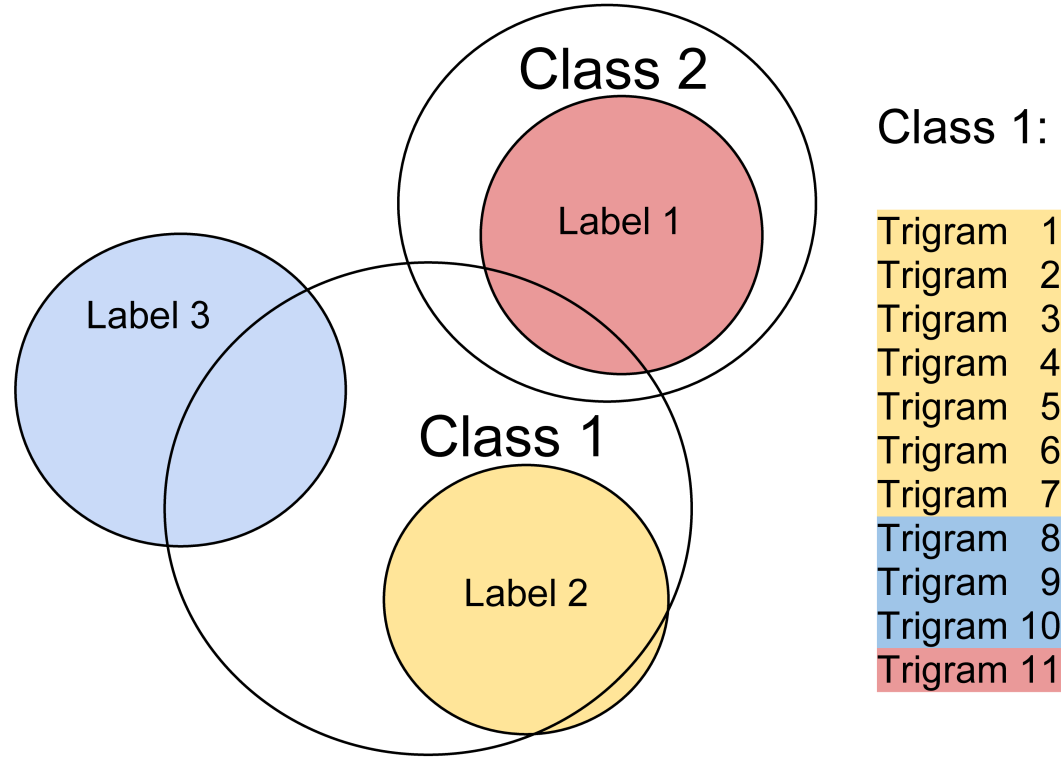 Class 2
Label 1
Label 3
Class 1
Label 2
Class 1:
Trigram 1
Trigram 2
Trigram 3
Trigram 4
Trigram 5
Trigram 6
Trigram 7
Trigram 8
Trigram 9
Trigram 10
Trigram 11